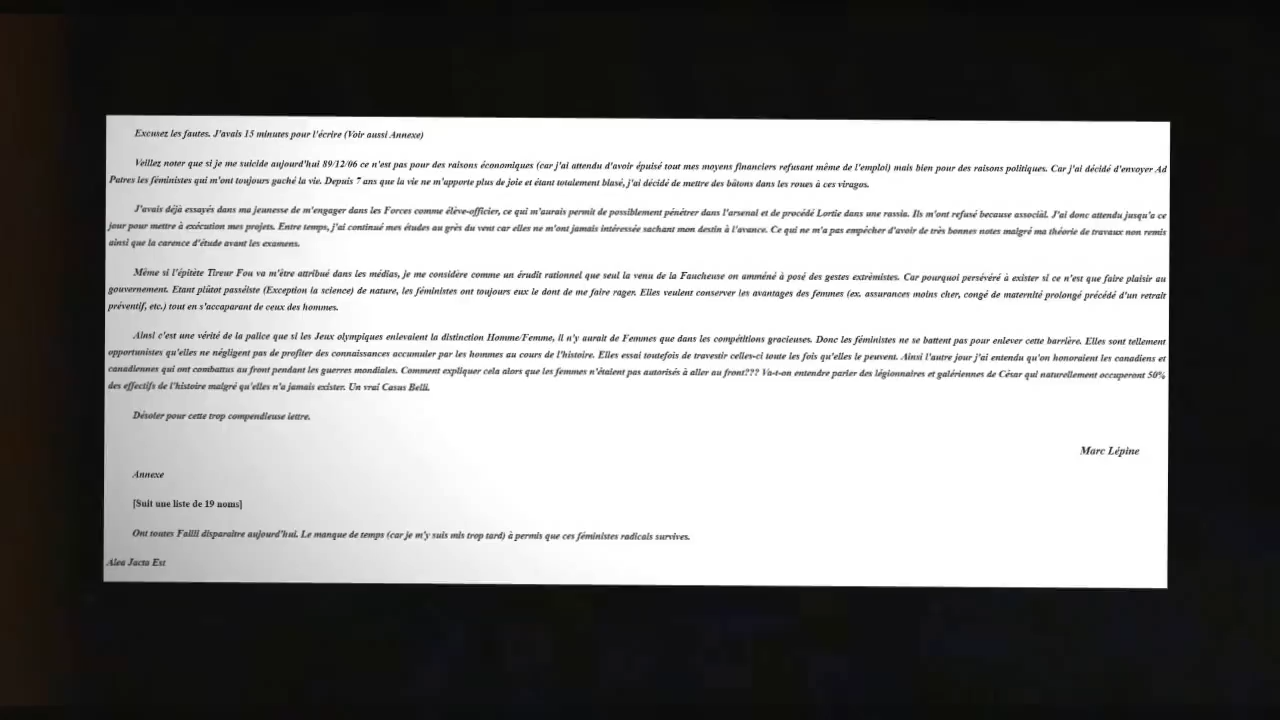 Excusez les fautes. J'avais 15 minutes pour l'écrire (Voir aussi Annexe)
Veillez noter que si je me suicide aujourd'hui 89/12/06 ce n'est pas pour des raisons économiques (car j'ai attendu d'avoir épuisé tout mes moyens financiers refusant même de l'emploi) mais bien pour des raisons politiques. Car j'ai décidé d'envoyer Ad
Patres les féministes qui m'ont toujours gaché la vie. Depuis 7 ans que la vie ne m'apporte plus de joie et étant totalement blasé, j'ai décidé de mettre des bâtons dans les roues à ces viragos.
J'avais déjà essayés dans ma jeunesse de m'engager dans les Forces comme élève-officier, ce qui m'aurais permit de possiblement pénétrer dans l'arsenal et de procédé Lortie dans une rassia. Ils m'ont refusé because associàl. J'ai donc attendu jusqu'a ce
jour pour mettre à exécution mes projets. Entre temps, j'ai continué mes études au grès du vent car elles ne m'ont jamais intéressée sachant mon destin à l'avance. Ce qui ne m'a pas empêcher d'avoir de très bonnes notes malgré ma théorie de travaux non remis
ainsi que la carence d'étude avant les examens.
Même si l'épitète Tireur Fou va m'être attribué dans les médias, je me considère comme un érudit rationnel que seul la venu de la Faucheuse on amméné à posé des gestes extrèmistes. Car pourquoi persévéré à exister si ce n'est que faire plaisir au
gouvernement. Etant plûtot passéiste (Exception la science) de nature, les féministes ont toujours eux le dont de me faire rager. Elles veulent conserver les avantages des femmes (ex. assurances moins cher, congé de maternité prolongé précédé d'un retrait
préventif, etc.) tout en s'accaparant de ceux des hommes.
Ainsi c'est une vérité de la palice que si les Jeux olympiques enlevaient la distinction Homme/Femme, il n'y aurait de Femmes que dans les compétitions gracieuses. Donc les féministes ne se battent pas pour enlever cette barrière. Elles sont tellement
opportunistes qu'elles ne négligent pas de profiter des connaissances accumuler par les hommes au cours de l'histoire. Elles essai toutefois de travestir celles-ci toute les fois qu'elle le peuvent. Ainsi l'autre jour j'ai entendu qu'on honoraient les canadiens et
canadiennes qui ont combattus au front pendant les guerres mondiales. Comment expliquer cela alors que les femmes n'étaient pas autorisés à aller au front??? Va-t-on entendre parler des légionnaires et galériennes de César qui naturellement occuperont 50%
des effectifs de l'histoire malgré qu'elles n'a jamais exister. Un vrai Casus Belli.
Désoler pour cette trop compendieuse lettre.
Marc Lépine
Annexe
[Suit une liste de 19 noms]
Ont toutes Failli disparaître aujourd'hui. Le manque de temps (car je m'y suis mis trop tard) à permis que ces féministes radicals survives.
Alea Jacta Est